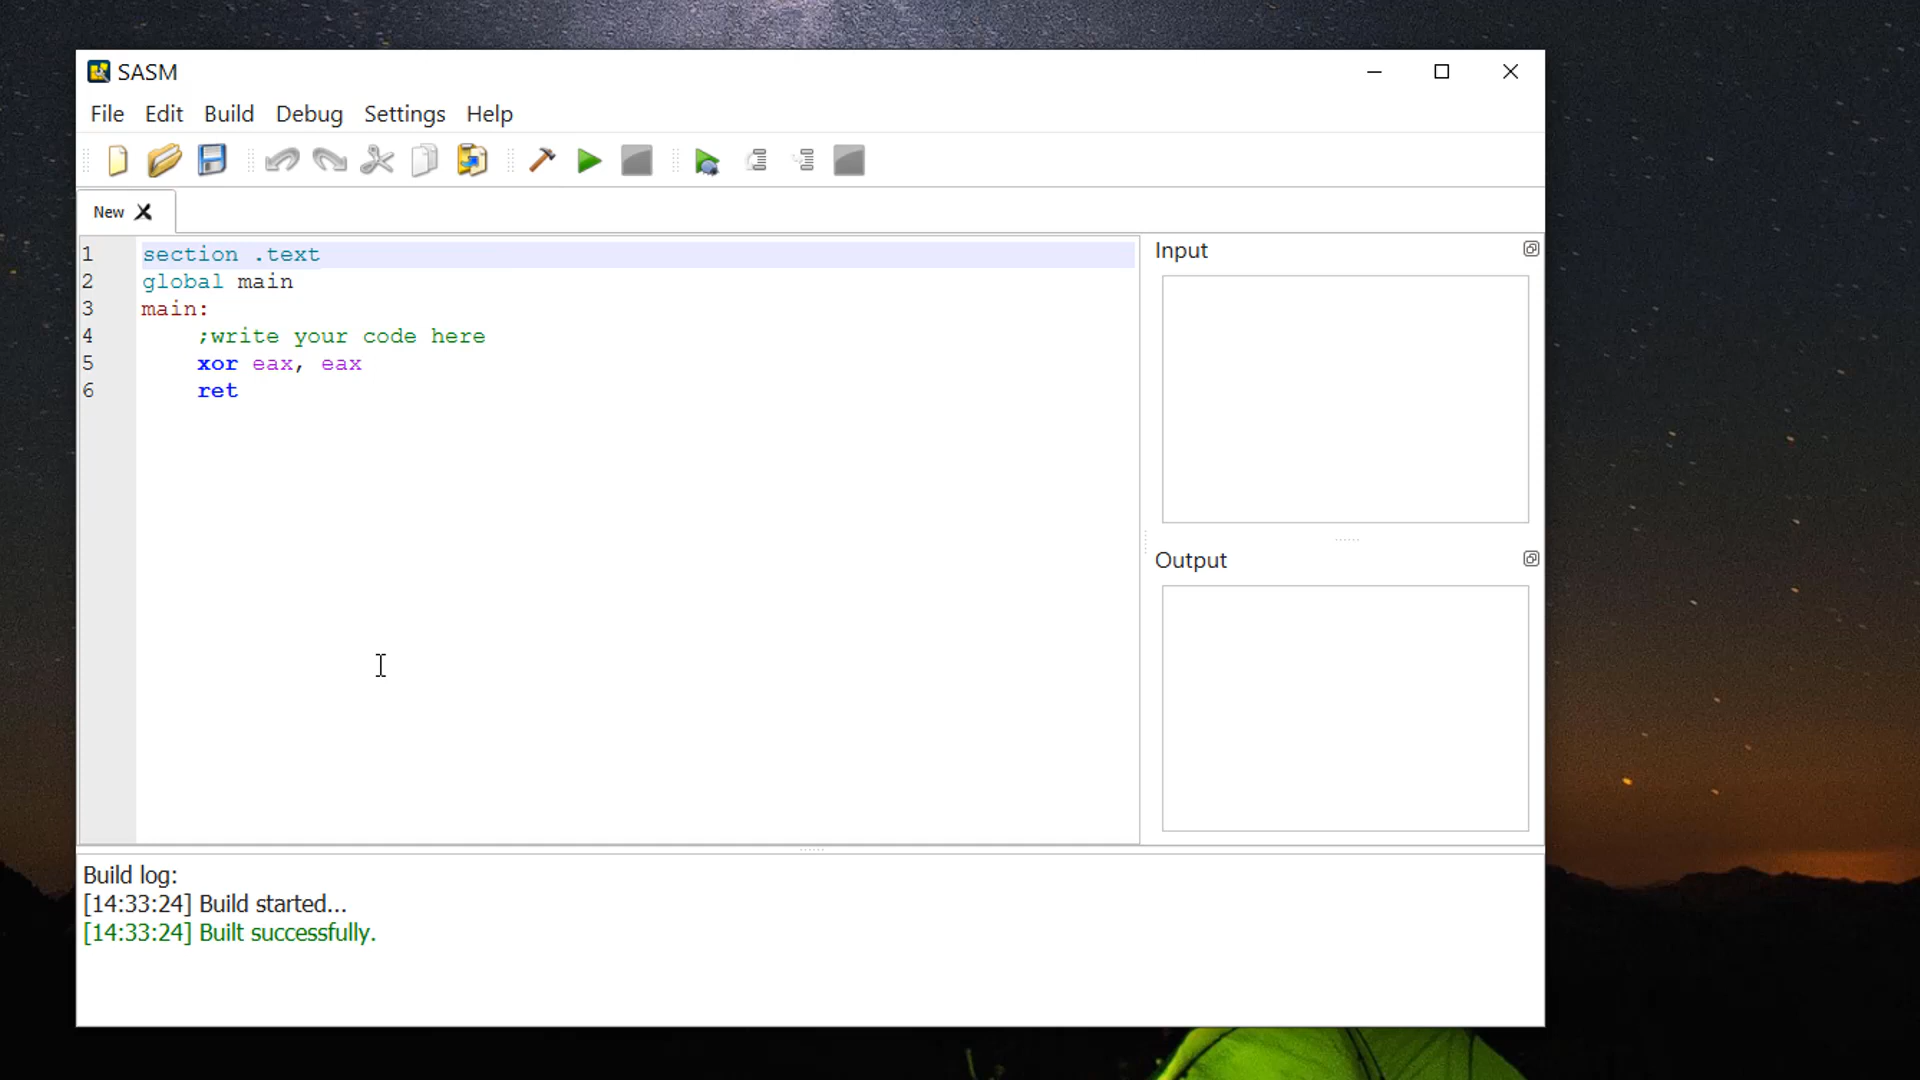 SASM
File Edit Build Debug Settings Help
New
1 section .text
2 global main
3 main:
4 ;write your code here
5 xor eax, eax
6 ret
Input
Output
Build log:
[14:33:24] Build started...
[14:33:24] Built successfully.